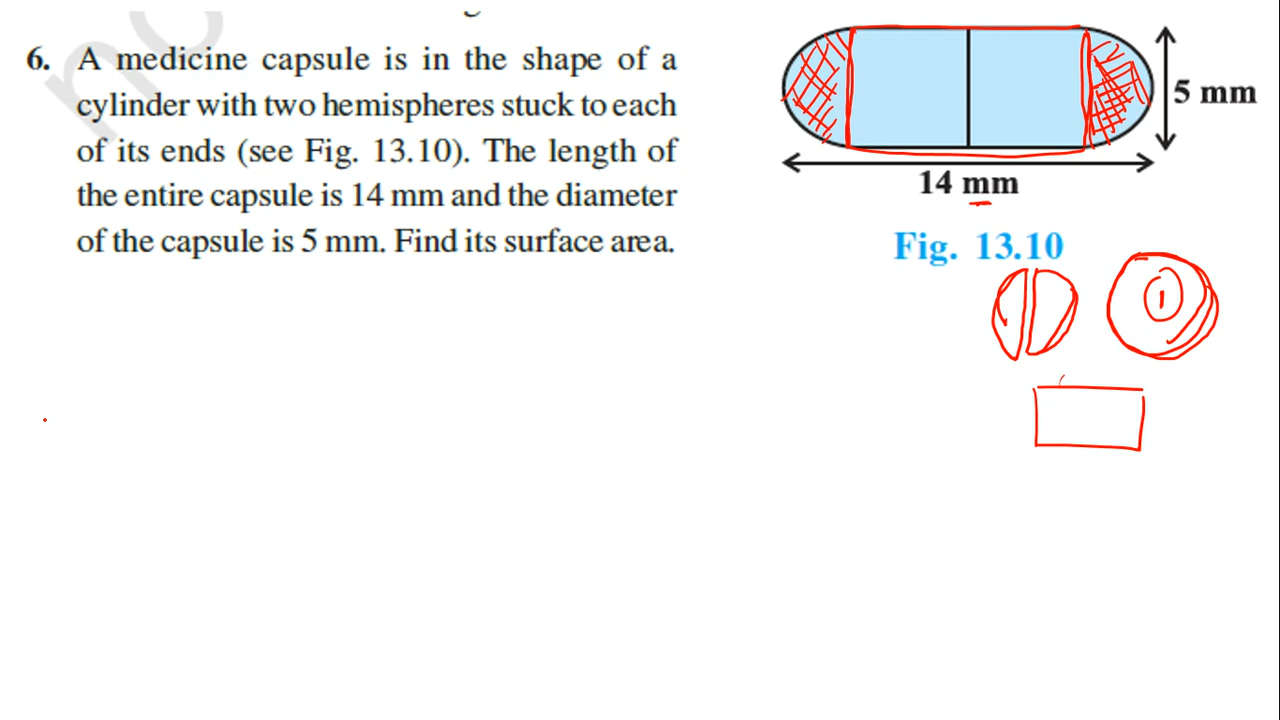 6. A medicine capsule is in the shape of a
cylinder with two hemispheres stuck to each
of its ends (see Fig. 13.10). The length of
the entire capsule is 14 mm and the diameter
of the capsule is 5 mm. Find its surface area.
5 mm
14 mm
Fig. 13.10